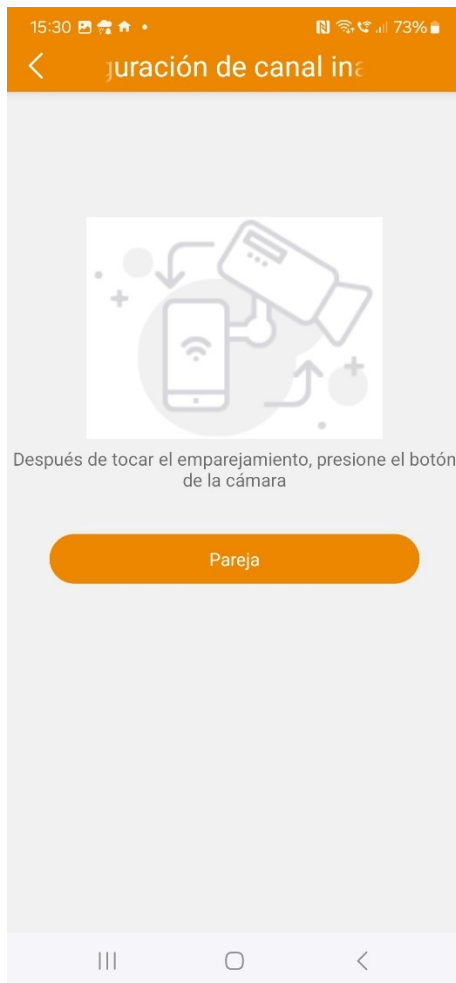 15:30 73%
guración de canal ina
Después de tocar el emparejamiento, presione el botón
de la cámara
Pareja